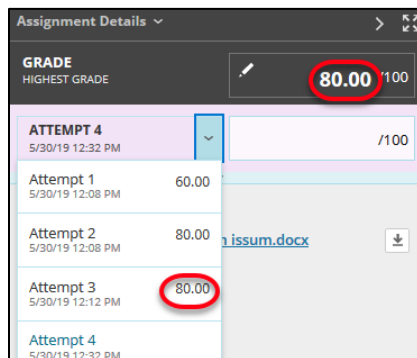 Assignment Details
GRADE
HIGHEST GRADE
80.00 /100
ATTEMPT 4
5/30/19 12:32 PM
/100
Attempt 1 60.00
5/30/19 12:08 PM
Attempt 2 80.00
5/30/19 12:08 PM
issum.docx
Attempt 3 80.00
5/30/19 12:12 PM
Attempt 4
5/30/19 12:32 PM